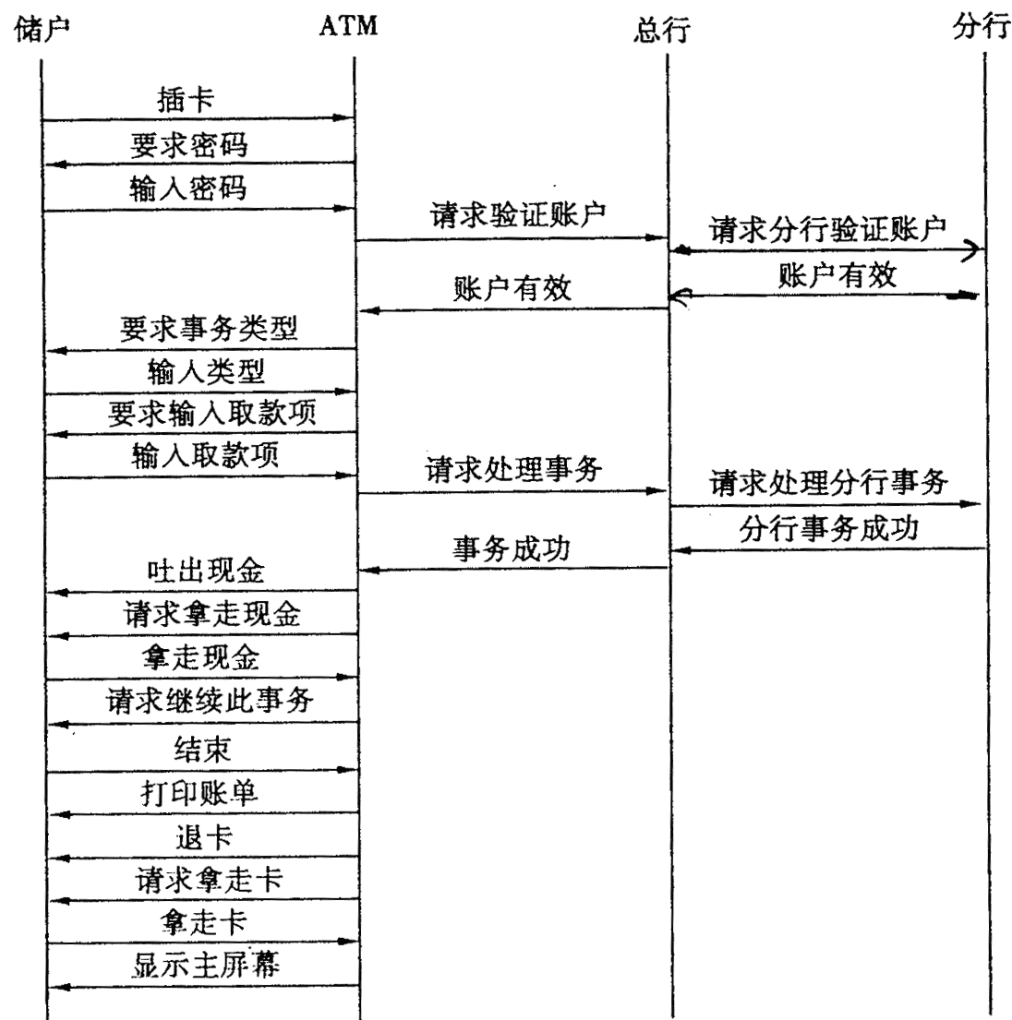 储户 ATM 总行 分行
插卡
要求密码
输入密码
请求验证账户
请求分行验证账户
账户有效
账户有效
要求事务类型
输入类型
要求输入取款项
输入取款项
请求处理事务
请求处理分行事务
分行事务成功
事务成功
吐出现金
请求拿走现金
拿走现金
请求继续此事务
结束
打印账单
退卡
请求拿走卡
拿走卡
显示主屏幕